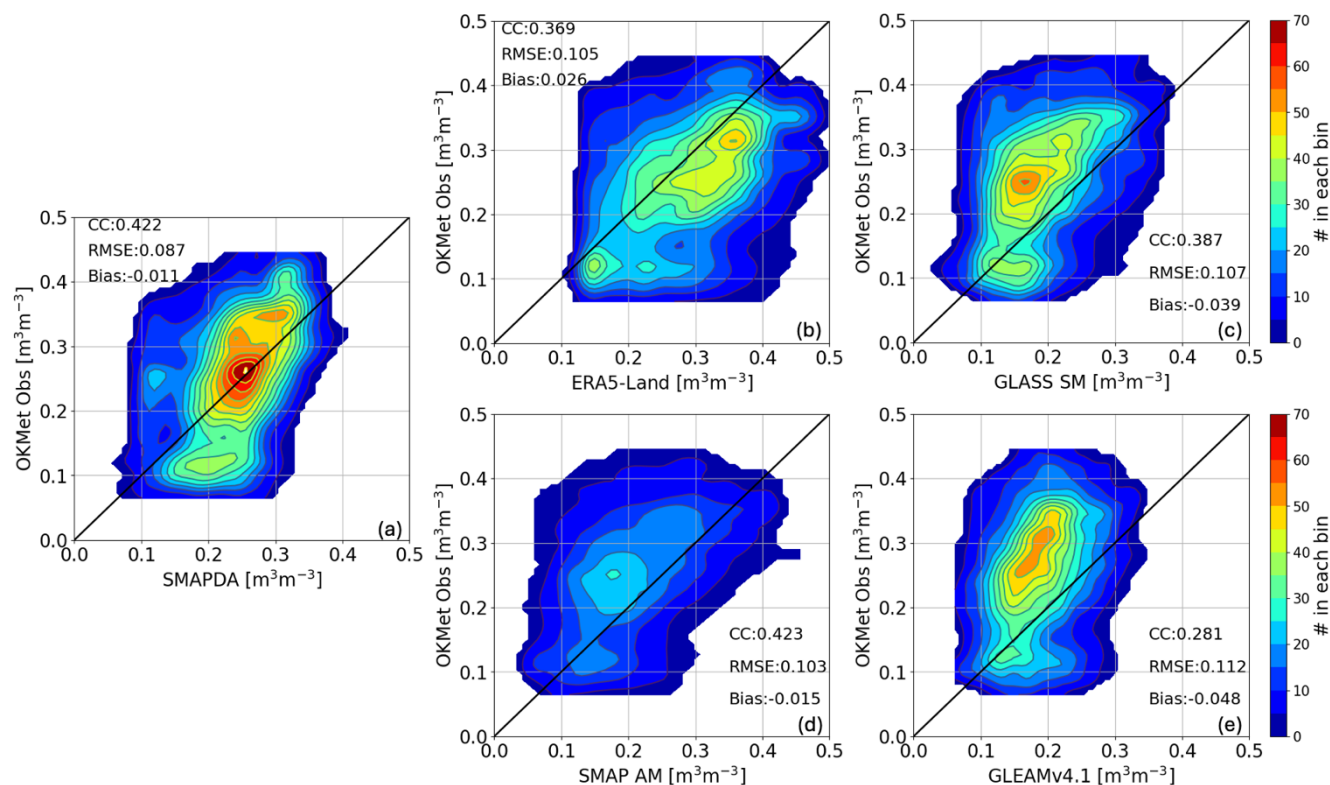 0.5
0.4
0.3
0.2
0.1
0.0
OKMet Obs [m³m⁻³]
CC:0.422
RMSE:0.087
Bias:-0.011
(a)
0.0 0.1 0.2 0.3 0.4 0.5
SMAPDA [m³m⁻³]
0.5
0.4
0.3
0.2
0.1
0.0
OKMet Obs [m³m⁻³]
CC:0.369
RMSE:0.105
Bias:0.026
(b)
0.0 0.1 0.2 0.3 0.4 0.5
ERA5-Land [m³m⁻³]
0.5
0.4
0.3
0.2
0.1
0.0
OKMet Obs [m³m⁻³]
CC:0.387
RMSE:0.107
Bias:-0.039
(c)
0.0 0.1 0.2 0.3 0.4 0.5
GLASS SM [m³m⁻³]
70
60
50
40
30
20
10
0
# in each bin
0.5
0.4
0.3
0.2
0.1
0.0
OKMet Obs [m³m⁻³]
CC:0.423
RMSE:0.103
Bias:-0.015
(d)
0.0 0.1 0.2 0.3 0.4 0.5
SMAP AM [m³m⁻³]
0.5
0.4
0.3
0.2
0.1
0.0
OKMet Obs [m³m⁻³]
CC:0.281
RMSE:0.112
Bias:-0.048
(e)
0.0 0.1 0.2 0.3 0.4 0.5
GLEAMv4.1 [m³m⁻³]
70
60
50
40
30
20
10
0
# in each bin